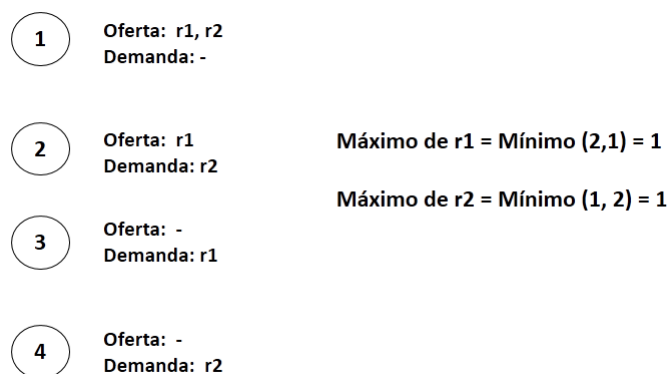 1
Oferta: r1, r2
Demanda: -
2
Oferta: r1
Demanda: r2
Máximo de r1 = Mínimo (2,1) = 1
Máximo de r2 = Mínimo (1, 2) = 1
3
Oferta: -
Demanda: r1
4
Oferta: -
Demanda: r2